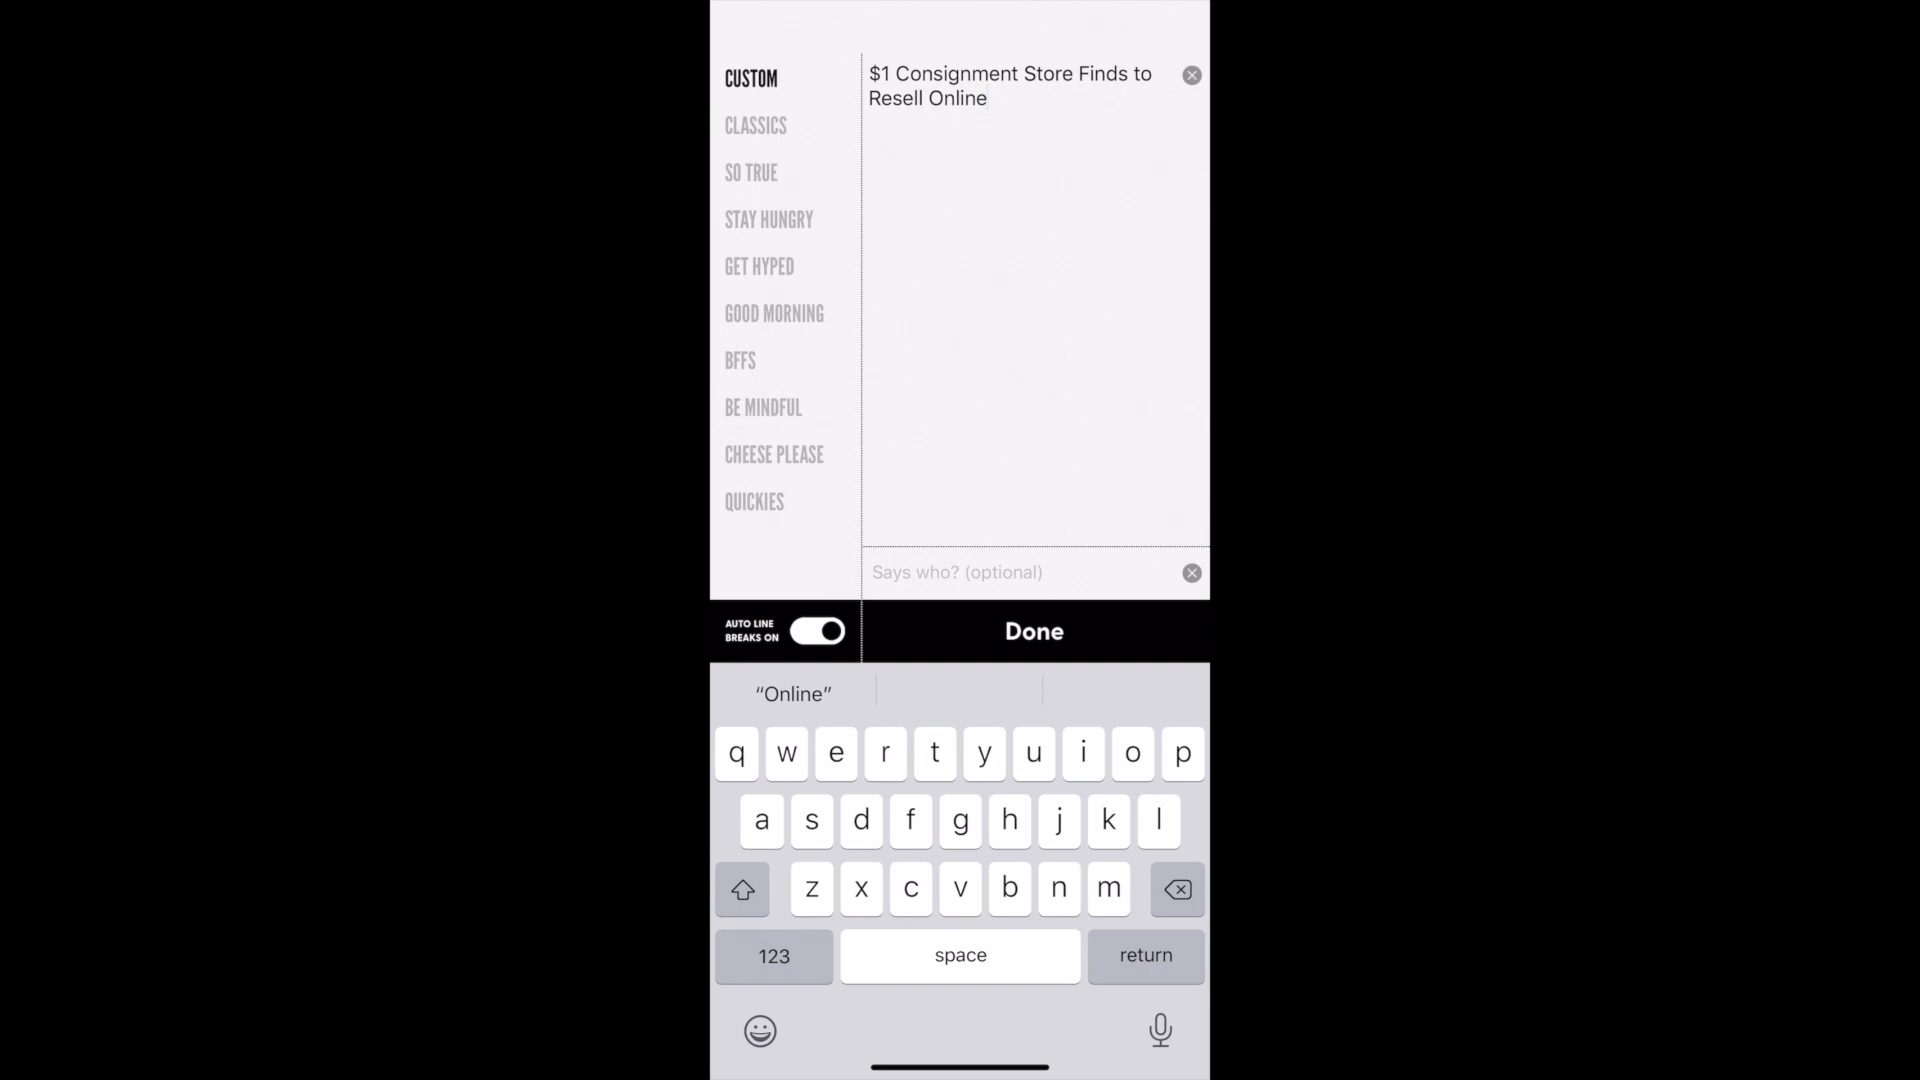 CUSTOM
CLASSICS
SO TRUE
STAY HUNGRY
GET HYPED
GOOD MORNING
BFFS
BE MINDFUL
CHEESE PLEASE
QUICKIES
$1 Consignment Store Finds to
Resell Online
Says who? (optional)
AUTO LINE
BREAKS ON
Done
“Online”
q w e r t y u i o p
a s d f g h j k l
z x c v b n m
123 space return